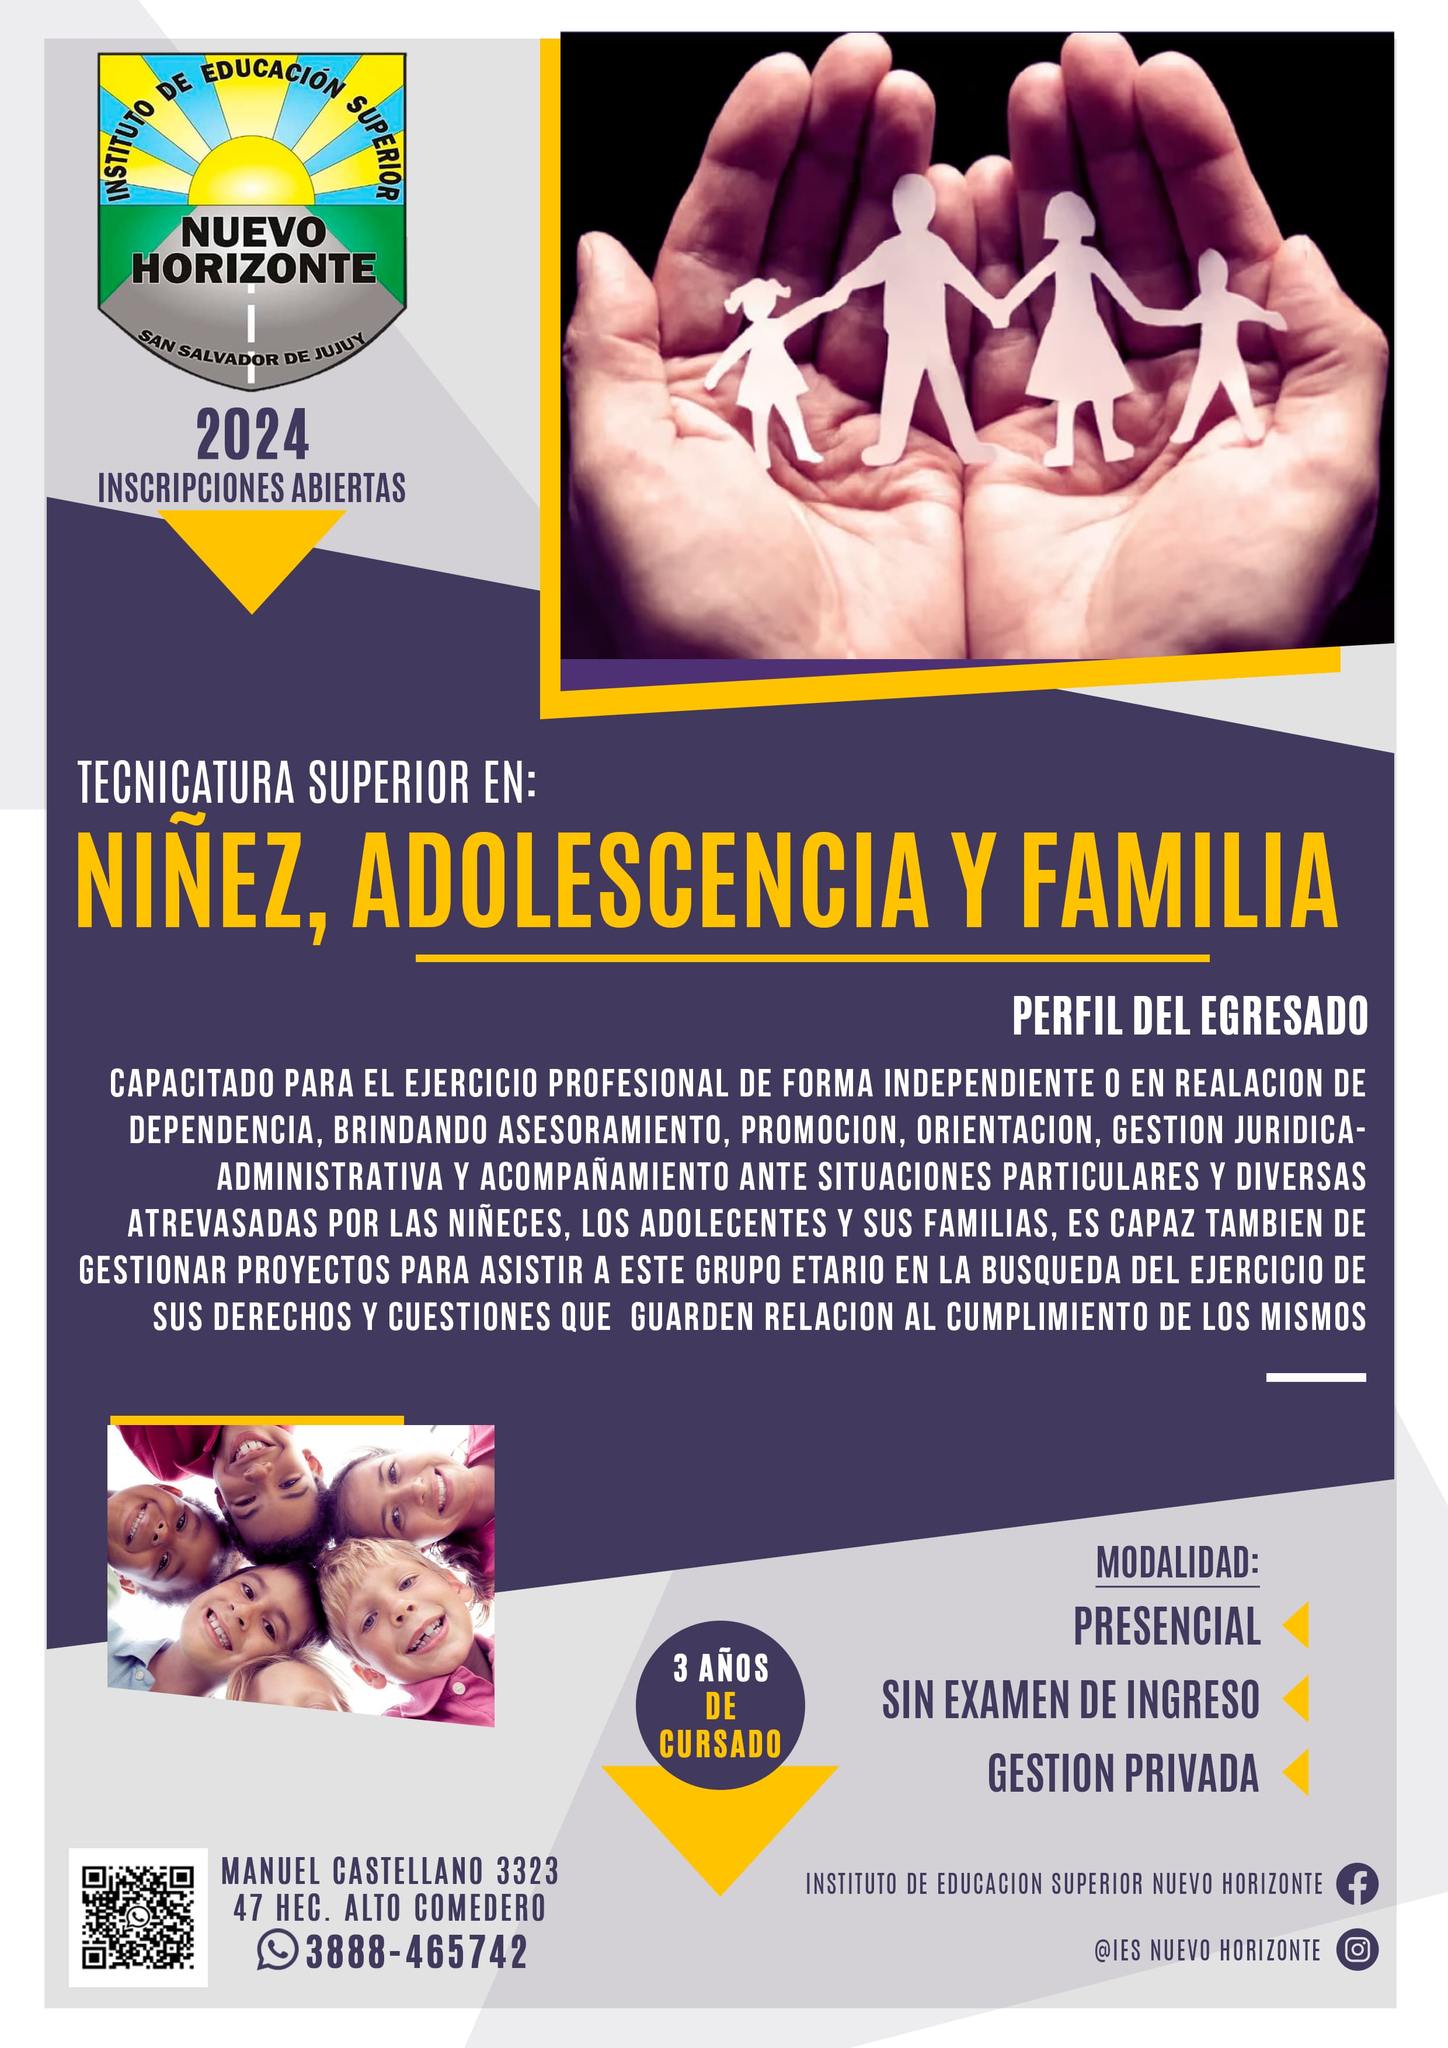 INSTITUTO DE EDUCACIÓN SUPERIOR
NUEVO
HORIZONTE
SAN SALVADOR DE JUJUY
2024
INSCRIPCIONES ABIERTAS
TECNICATURA SUPERIOR EN:
NIÑEZ, ADOLESCENCIA Y FAMILIA
PERFIL DEL EGRESADO
CAPACITADO PARA EL EJERCICIO PROFESIONAL DE FORMA INDEPENDIENTE O EN REALACION DE
DEPENDENCIA, BRINDANDO ASESORAMIENTO, PROMOCION, ORIENTACION, GESTION JURIDICA-
ADMINISTRATIVA Y ACOMPAÑAMIENTO ANTE SITUACIONES PARTICULARES Y DIVERSAS
ATREVASADAS POR LAS NIÑECES, LOS ADOLECENTES Y SUS FAMILIAS, ES CAPAZ TAMBIEN DE
GESTIONAR PROYECTOS PARA ASISTIR A ESTE GRUPO ETARIO EN LA BUSQUEDA DEL EJERCICIO DE
SUS DERECHOS Y CUESTIONES QUE GUARDEN RELACION AL CUMPLIMIENTO DE LOS MISMOS
MODALIDAD:
PRESENCIAL
SIN EXAMEN DE INGRESO
GESTION PRIVADA
3 AÑOS
DE
CURSADO
MANUEL CASTELLANO 3323
47 HEC. ALTO COMEDERO
3888-465742
INSTITUTO DE EDUCACION SUPERIOR NUEVO HORIZONTE
@IES NUEVO HORIZONTE